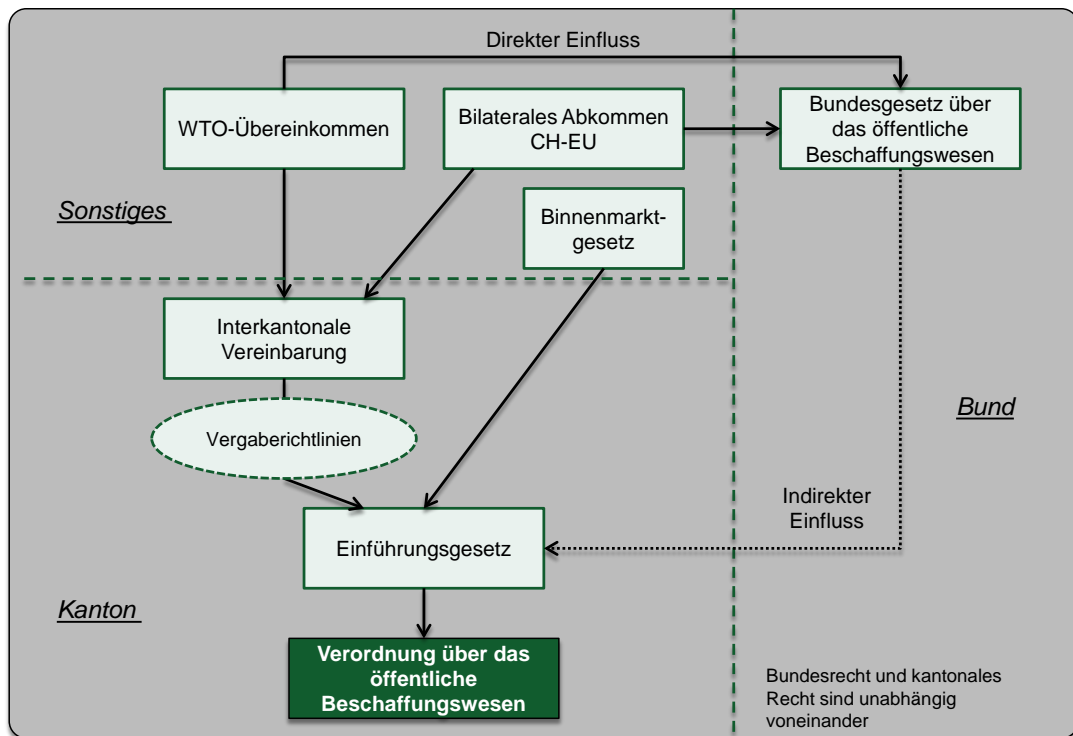 Direkter Einfluss
WTO-Übereinkommen
Bilaterales Abkommen
CH-EU
Bundesgesetz über
das öffentliche
Beschaffungswesen
Sonstiges
Binnenmarkt-
gesetz
Interkantonale
Vereinbarung
Vergaberichtlinien
Bund
Indirekter
Einfluss
Einführungsgesetz
Kanton
Verordnung über das
öffentliche
Beschaffungswesen
Bundesrecht und kantonales
Recht sind unabhängig
voneinander